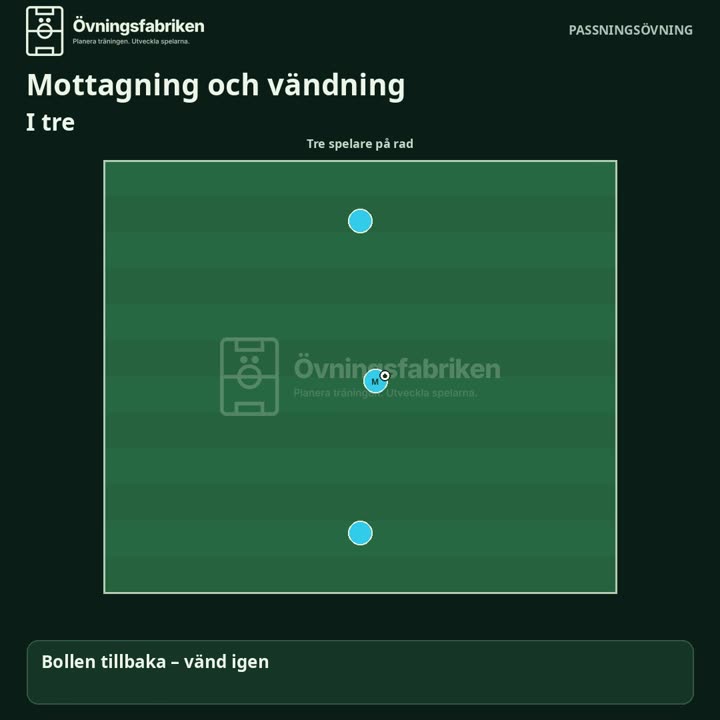 Övningsfabriken
Planera träningen. Utveckla spelarna.
PASSNINGSÖVNING
Mottagning och vändning
I tre
Tre spelare på rad
Övningsfabriken
Planera träningen. Utveckla spelarna.
M
Bollen tillbaka – vänd igen